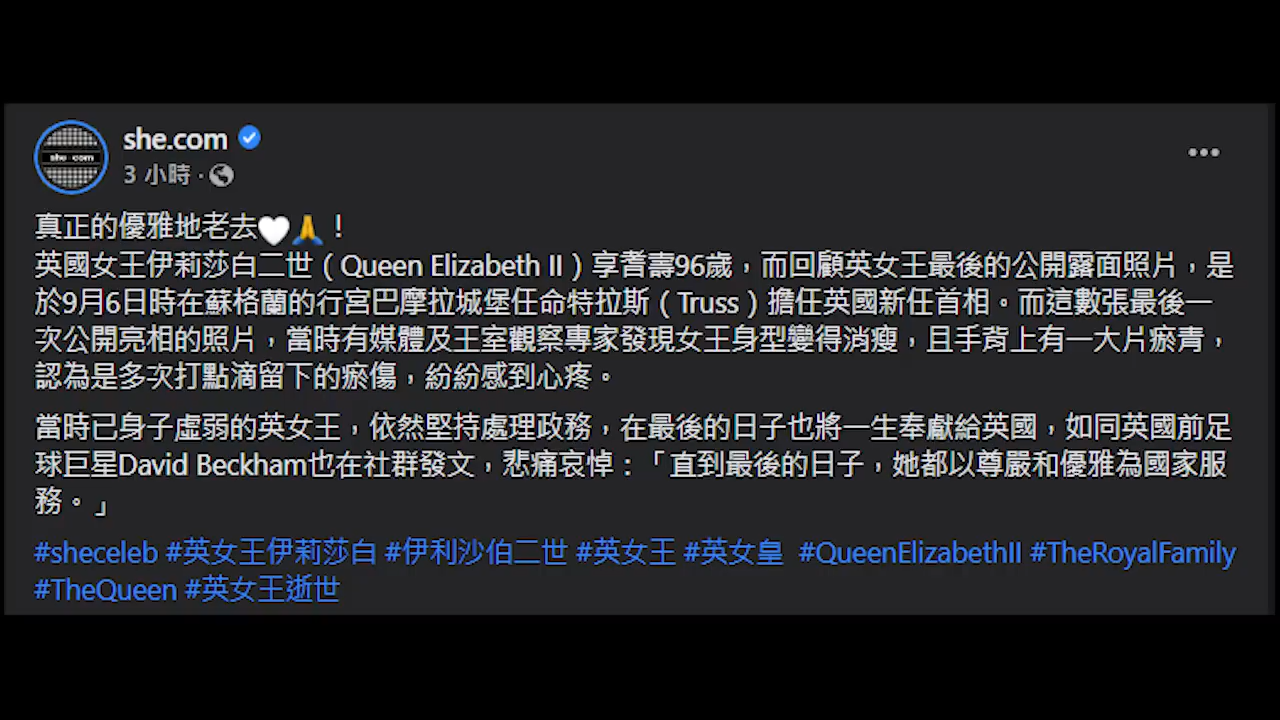 she.com
she com
3 小時 ·
真正的優雅地老去🤍🙏！
英國女王伊莉莎白二世（Queen Elizabeth II）享耆壽96歲，而回顧英女王最後的公開露面照片，是
於9月6日時在蘇格蘭的行宮巴摩拉城堡任命特拉斯（Truss）擔任英國新任首相。而這數張最後一
次公開亮相的照片，當時有媒體及王室觀察專家發現女王身型變得消瘦，且手背上有一大片瘀青，
認為是多次打點滴留下的瘀傷，紛紛感到心疼。
當時已身子虛弱的英女王，依然堅持處理政務，在最後的日子也將一生奉獻給英國，如同英國前足
球巨星David Beckham也在社群發文，悲痛哀悼：「直到最後的日子，她都以尊嚴和優雅為國家服
務。」
#sheceleb #英女王伊莉莎白 #伊利沙伯二世 #英女王 #英女皇 #QueenElizabethII #TheRoyalFamily
#TheQueen #英女王逝世